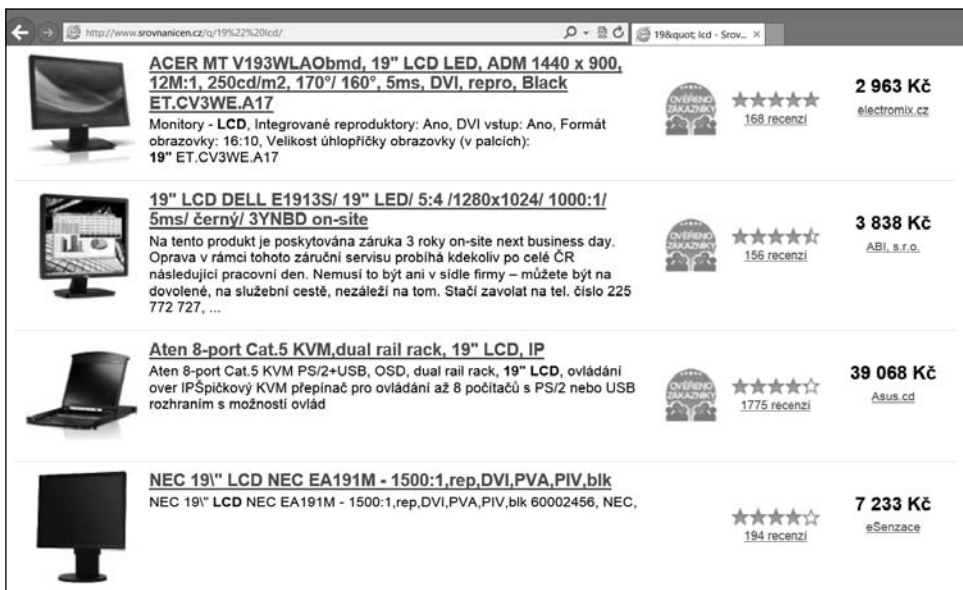 http://www.srovnanicen.cz/q/19%22%20lcd/
19&quot; lcd - Srov...
ACER MT V193WLAObmd, 19" LCD LED, ADM 1440 x 900,
12M:1, 250cd/m2, 170°/ 160°, 5ms, DVI, repro, Black
ET.CV3WE.A17
Monitory - LCD, Integrované reproduktory: Ano, DVI vstup: Ano, Formát
obrazovky: 16:10, Velikost úhlopříčky obrazovky (v palcích):
19" ET.CV3WE.A17
OVĚŘENO
ZÁKAZNÍKY
168 recenzí
2 963 Kč
electromix.cz
19" LCD DELL E1913S/ 19" LED/ 5:4 /1280x1024/ 1000:1/
5ms/ černý/ 3YNBD on-site
Na tento produkt je poskytována záruka 3 roky on-site next business day.
Oprava v rámci tohoto záruční servisu probíhá kdekoliv po celé ČR
následující pracovní den. Nemusí to být ani v sídle firmy – můžete být na
dovolené, na služební cestě, nezáleží na tom. Stačí zavolat na tel. číslo 225
772 727, ...
OVĚŘENO
ZÁKAZNÍKY
156 recenzí
3 838 Kč
ABI, s.r.o.
Aten 8-port Cat.5 KVM,dual rail rack, 19" LCD, IP
Aten 8-port Cat.5 KVM PS/2+USB, OSD, dual rail rack, 19" LCD, ovládání
over IPŠpičkový KVM přepínač pro ovládání až 8 počítačů s PS/2 nebo USB
rozhraním s možností ovlád
OVĚŘENO
ZÁKAZNÍKY
1775 recenzí
39 068 Kč
Asus.cd
NEC 19\" LCD NEC EA191M - 1500:1,rep,DVI,PVA,PIV,blk
NEC 19\" LCD NEC EA191M - 1500:1,rep,DVI,PVA,PIV,blk 60002456, NEC,
194 recenzí
7 233 Kč
eSenzace